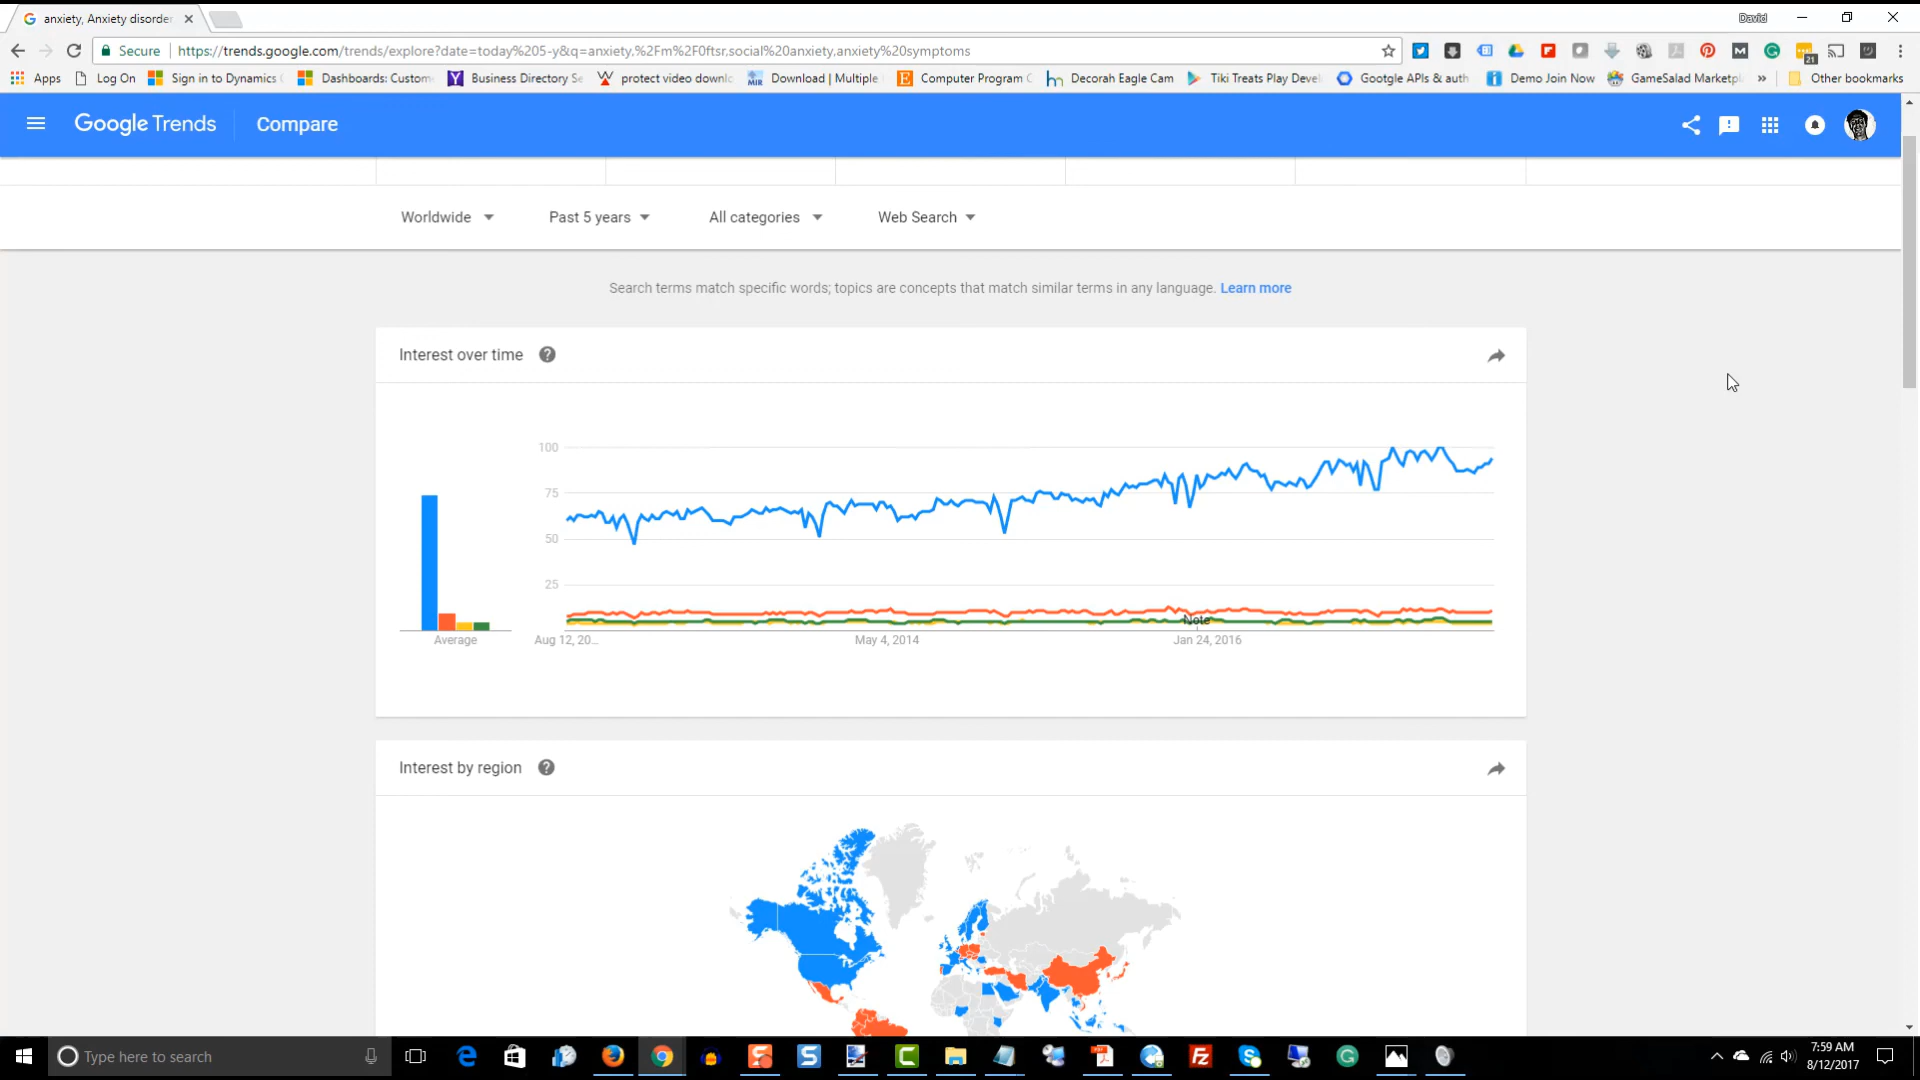 anxiety, Anxiety disorder
David
Secure
https://trends.google.com/trends/explore?date=today%205-y&q=anxiety,%2Fm%2F0ftsr,social%20anxiety,anxiety%20symptoms
21
Apps
Log On
Sign in to Dynamics
Dashboards: Custom
Business Directory Se
protect video downlo
Download | Multiple
Computer Program
Decorah Eagle Cam
Tiki Treats Play Devel
Gootgle APIs & auth
Demo Join Now
GameSalad Marketpl
»
Other bookmarks
Google Trends
Compare
Worldwide
Past 5 years
All categories
Web Search
Search terms match specific words; topics are concepts that match similar terms in any language. Learn more
Interest over time
100
75
50
25
Note
Average
Aug 12, 20...
May 4, 2014
Jan 24, 2016
Interest by region
Type here to search
7:59 AM
8/12/2017